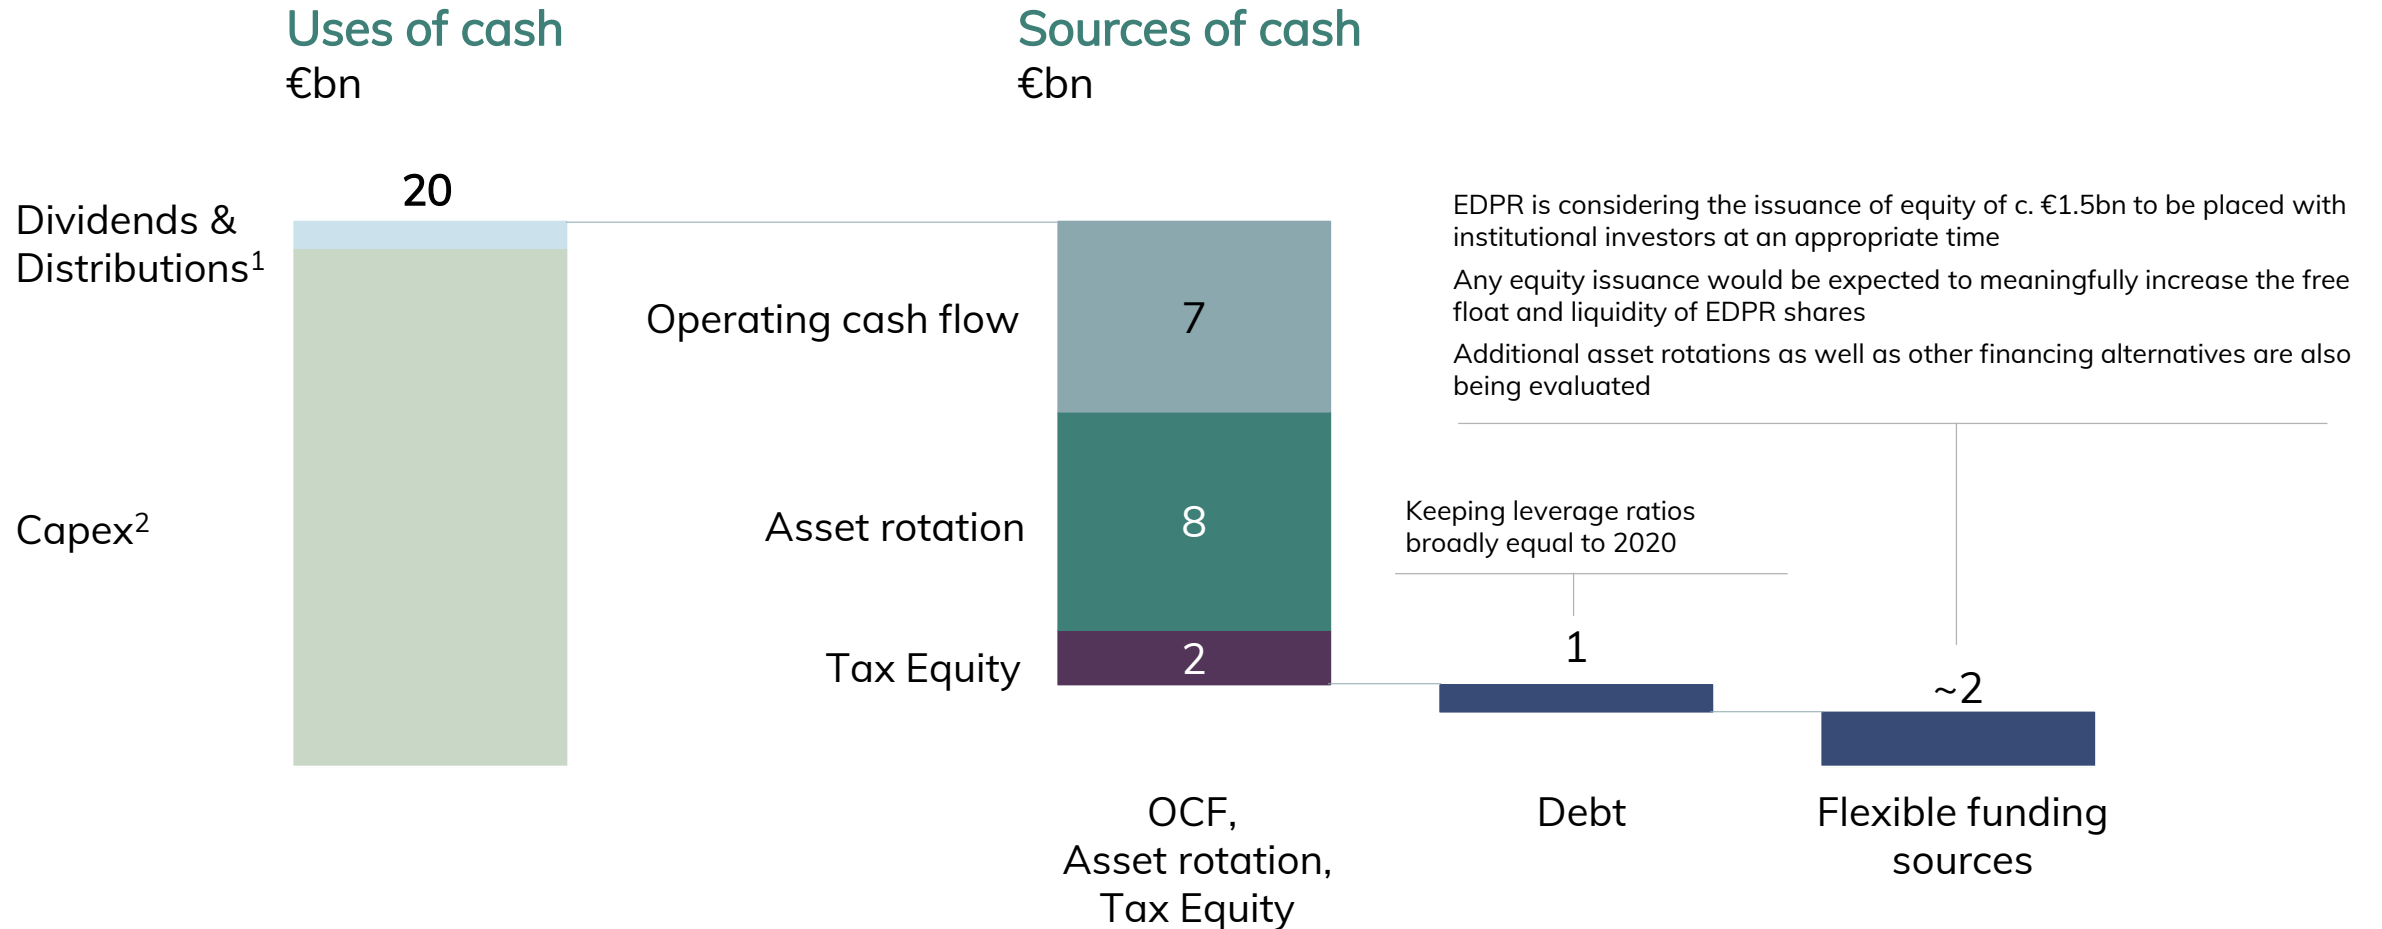 Uses of cash
€bn
Sources of cash
€bn
20
Dividends &
Distributions¹
Capex²
Operating cash flow
7
Asset rotation
8
Tax Equity
2
EDPR is considering the issuance of equity of c. €1.5bn to be placed with
institutional investors at an appropriate time
Any equity issuance would be expected to meaningfully increase the free
float and liquidity of EDPR shares
Additional asset rotations as well as other financing alternatives are also
being evaluated
Keeping leverage ratios
broadly equal to 2020
1
~2
OCF,
Asset rotation,
Tax Equity
Debt
Flexible funding
sources